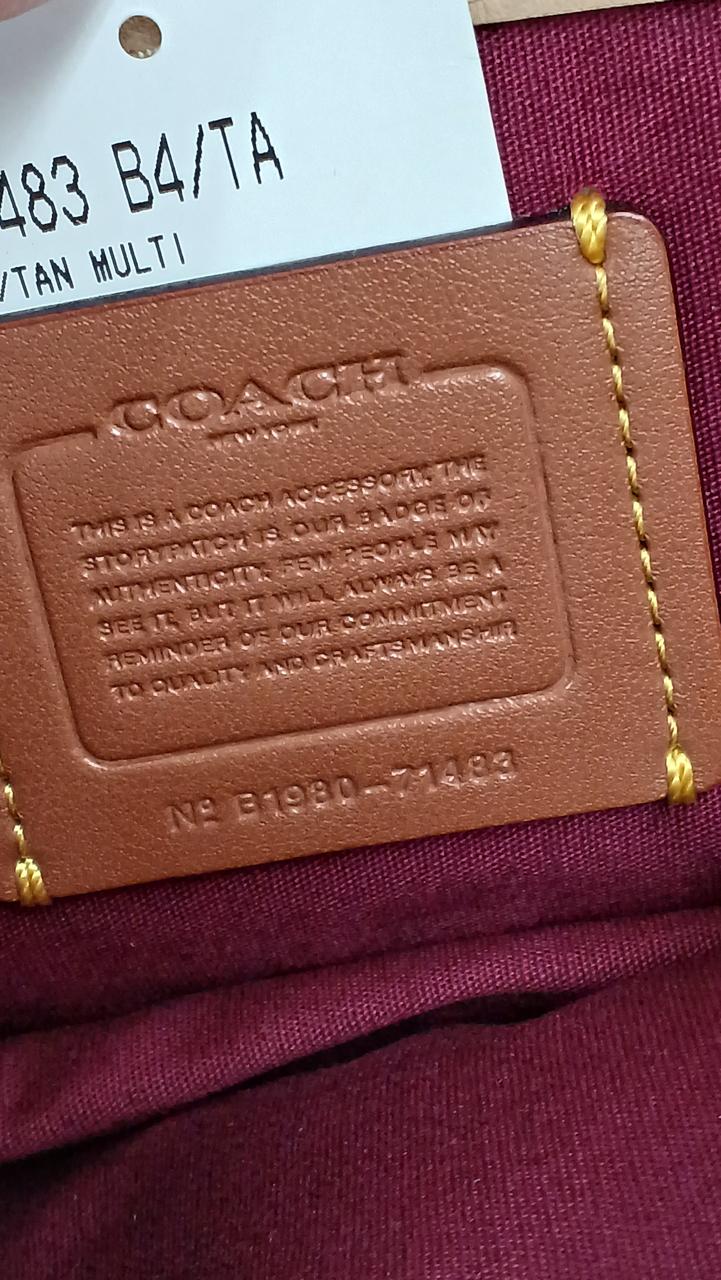 483 B4/TA
/TAN MULTI
COACH
NEW YORK
THIS IS A COACH ACCESSORY. THE
STORYPATCH IS OUR BADGE OF
AUTHENTICITY. FEW PEOPLE MAY
SEE IT, BUT IT WILL ALWAYS BE A
REMINDER OF OUR COMMITMENT
TO QUALITY AND CRAFTSMANSHIP
Nº B1980-71483